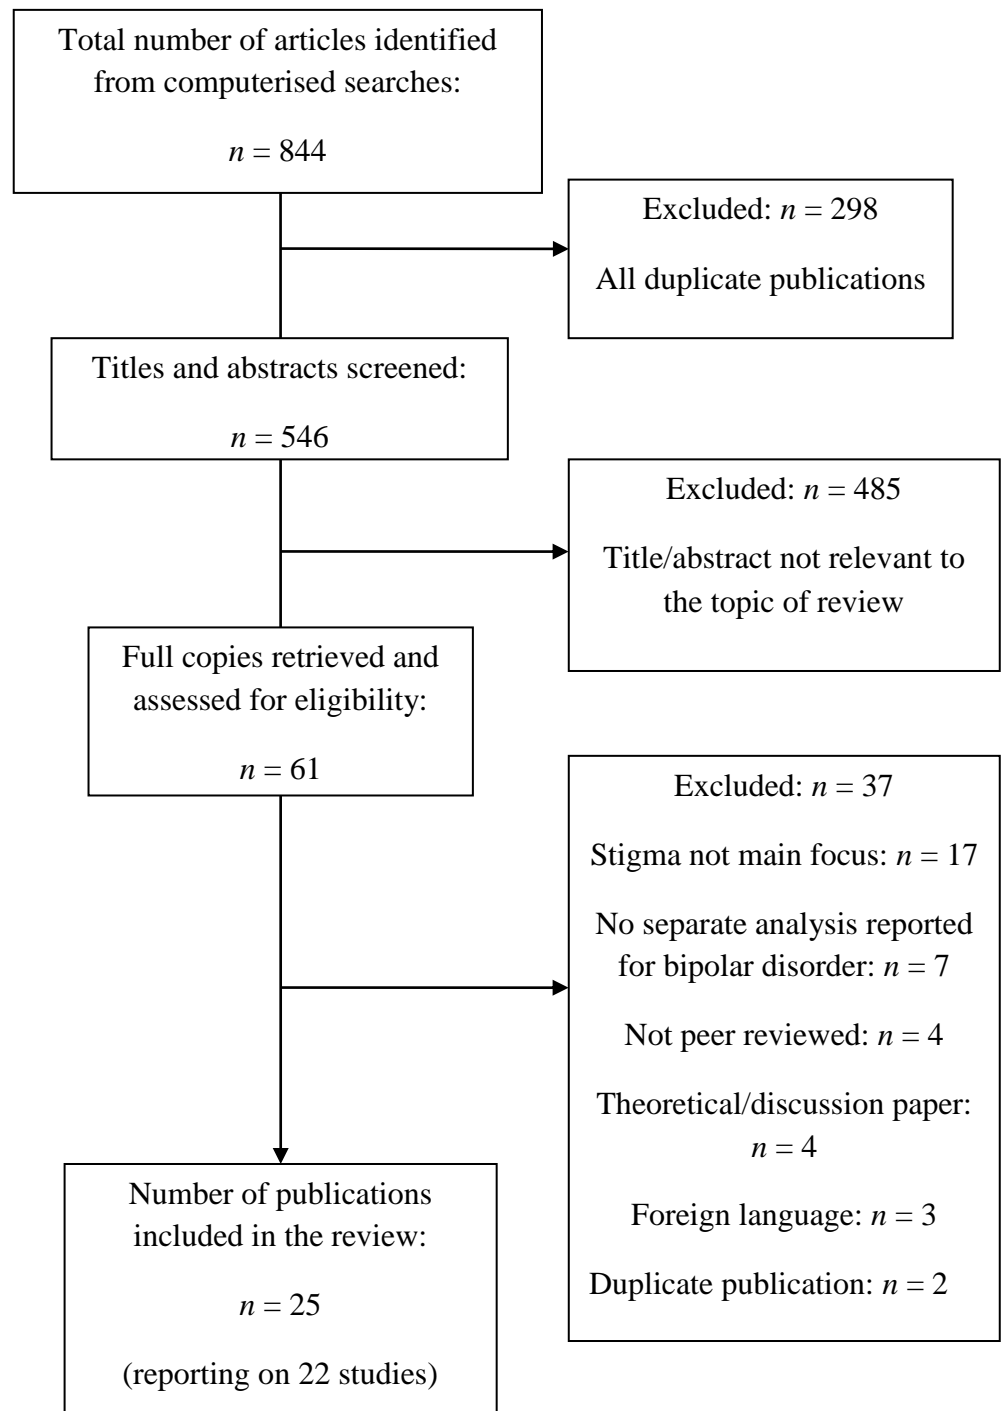 Total number of articles identified
from computerised searches:
n = 844
Excluded: n = 298
All duplicate publications
Titles and abstracts screened:
n = 546
Excluded: n = 485
Title/abstract not relevant to
the topic of review
Full copies retrieved and
assessed for eligibility:
n = 61
Excluded: n = 37
Stigma not main focus: n = 17
No separate analysis reported
for bipolar disorder: n = 7
Not peer reviewed: n = 4
Theoretical/discussion paper:
n = 4
Foreign language: n = 3
Duplicate publication: n = 2
Number of publications
included in the review:
n = 25
(reporting on 22 studies)